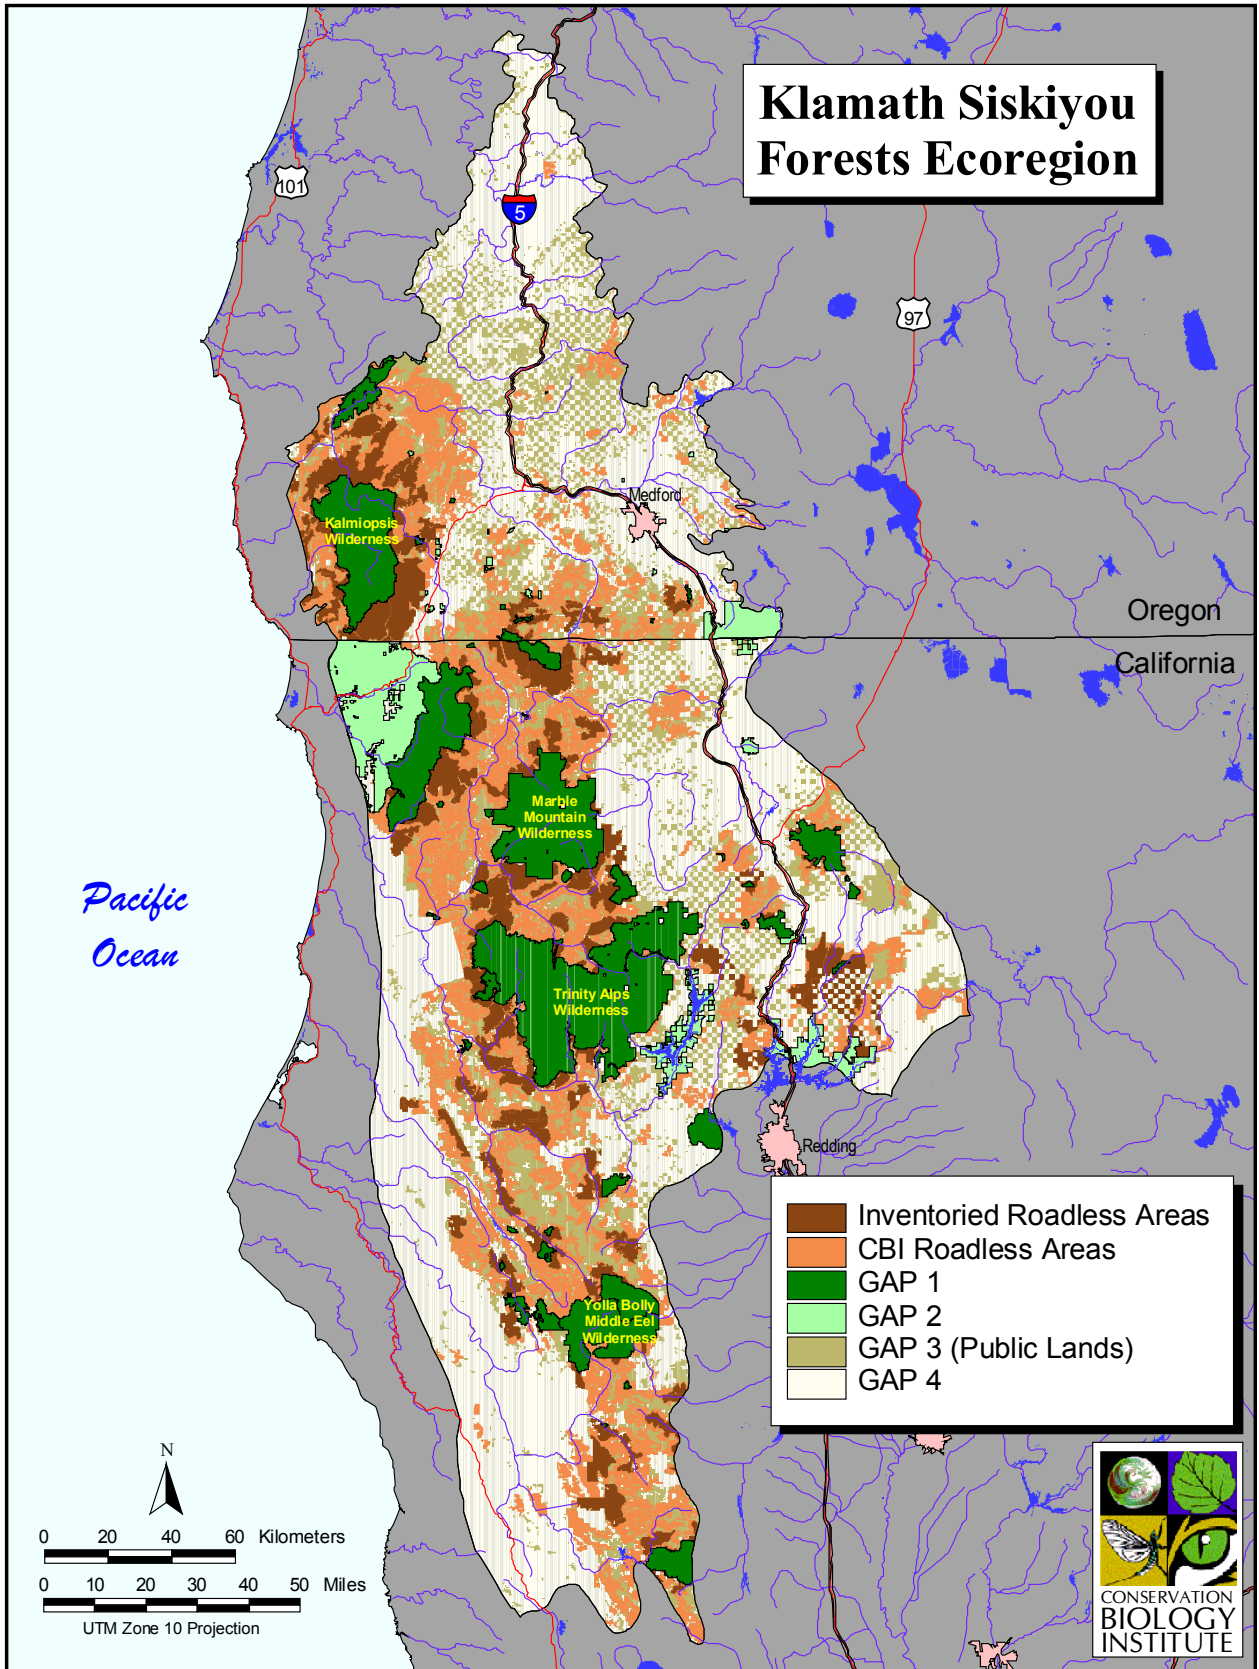 Klamath Siskiyou
Forests Ecoregion
101
5
97
Medford
Kalmiopsis
Wilderness
Oregon
California
Marble
Mountain
Wilderness
Pacific
Ocean
Trinity Alps
Wilderness
Redding
Yolla Bolly
Middle Eel
Wilderness
Inventoried Roadless Areas
CBI Roadless Areas
GAP 1
GAP 2
GAP 3 (Public Lands)
GAP 4
N
0 20 40 60 Kilometers
0 10 20 30 40 50 Miles
UTM Zone 10 Projection
CONSERVATION
BIOLOGY
INSTITUTE